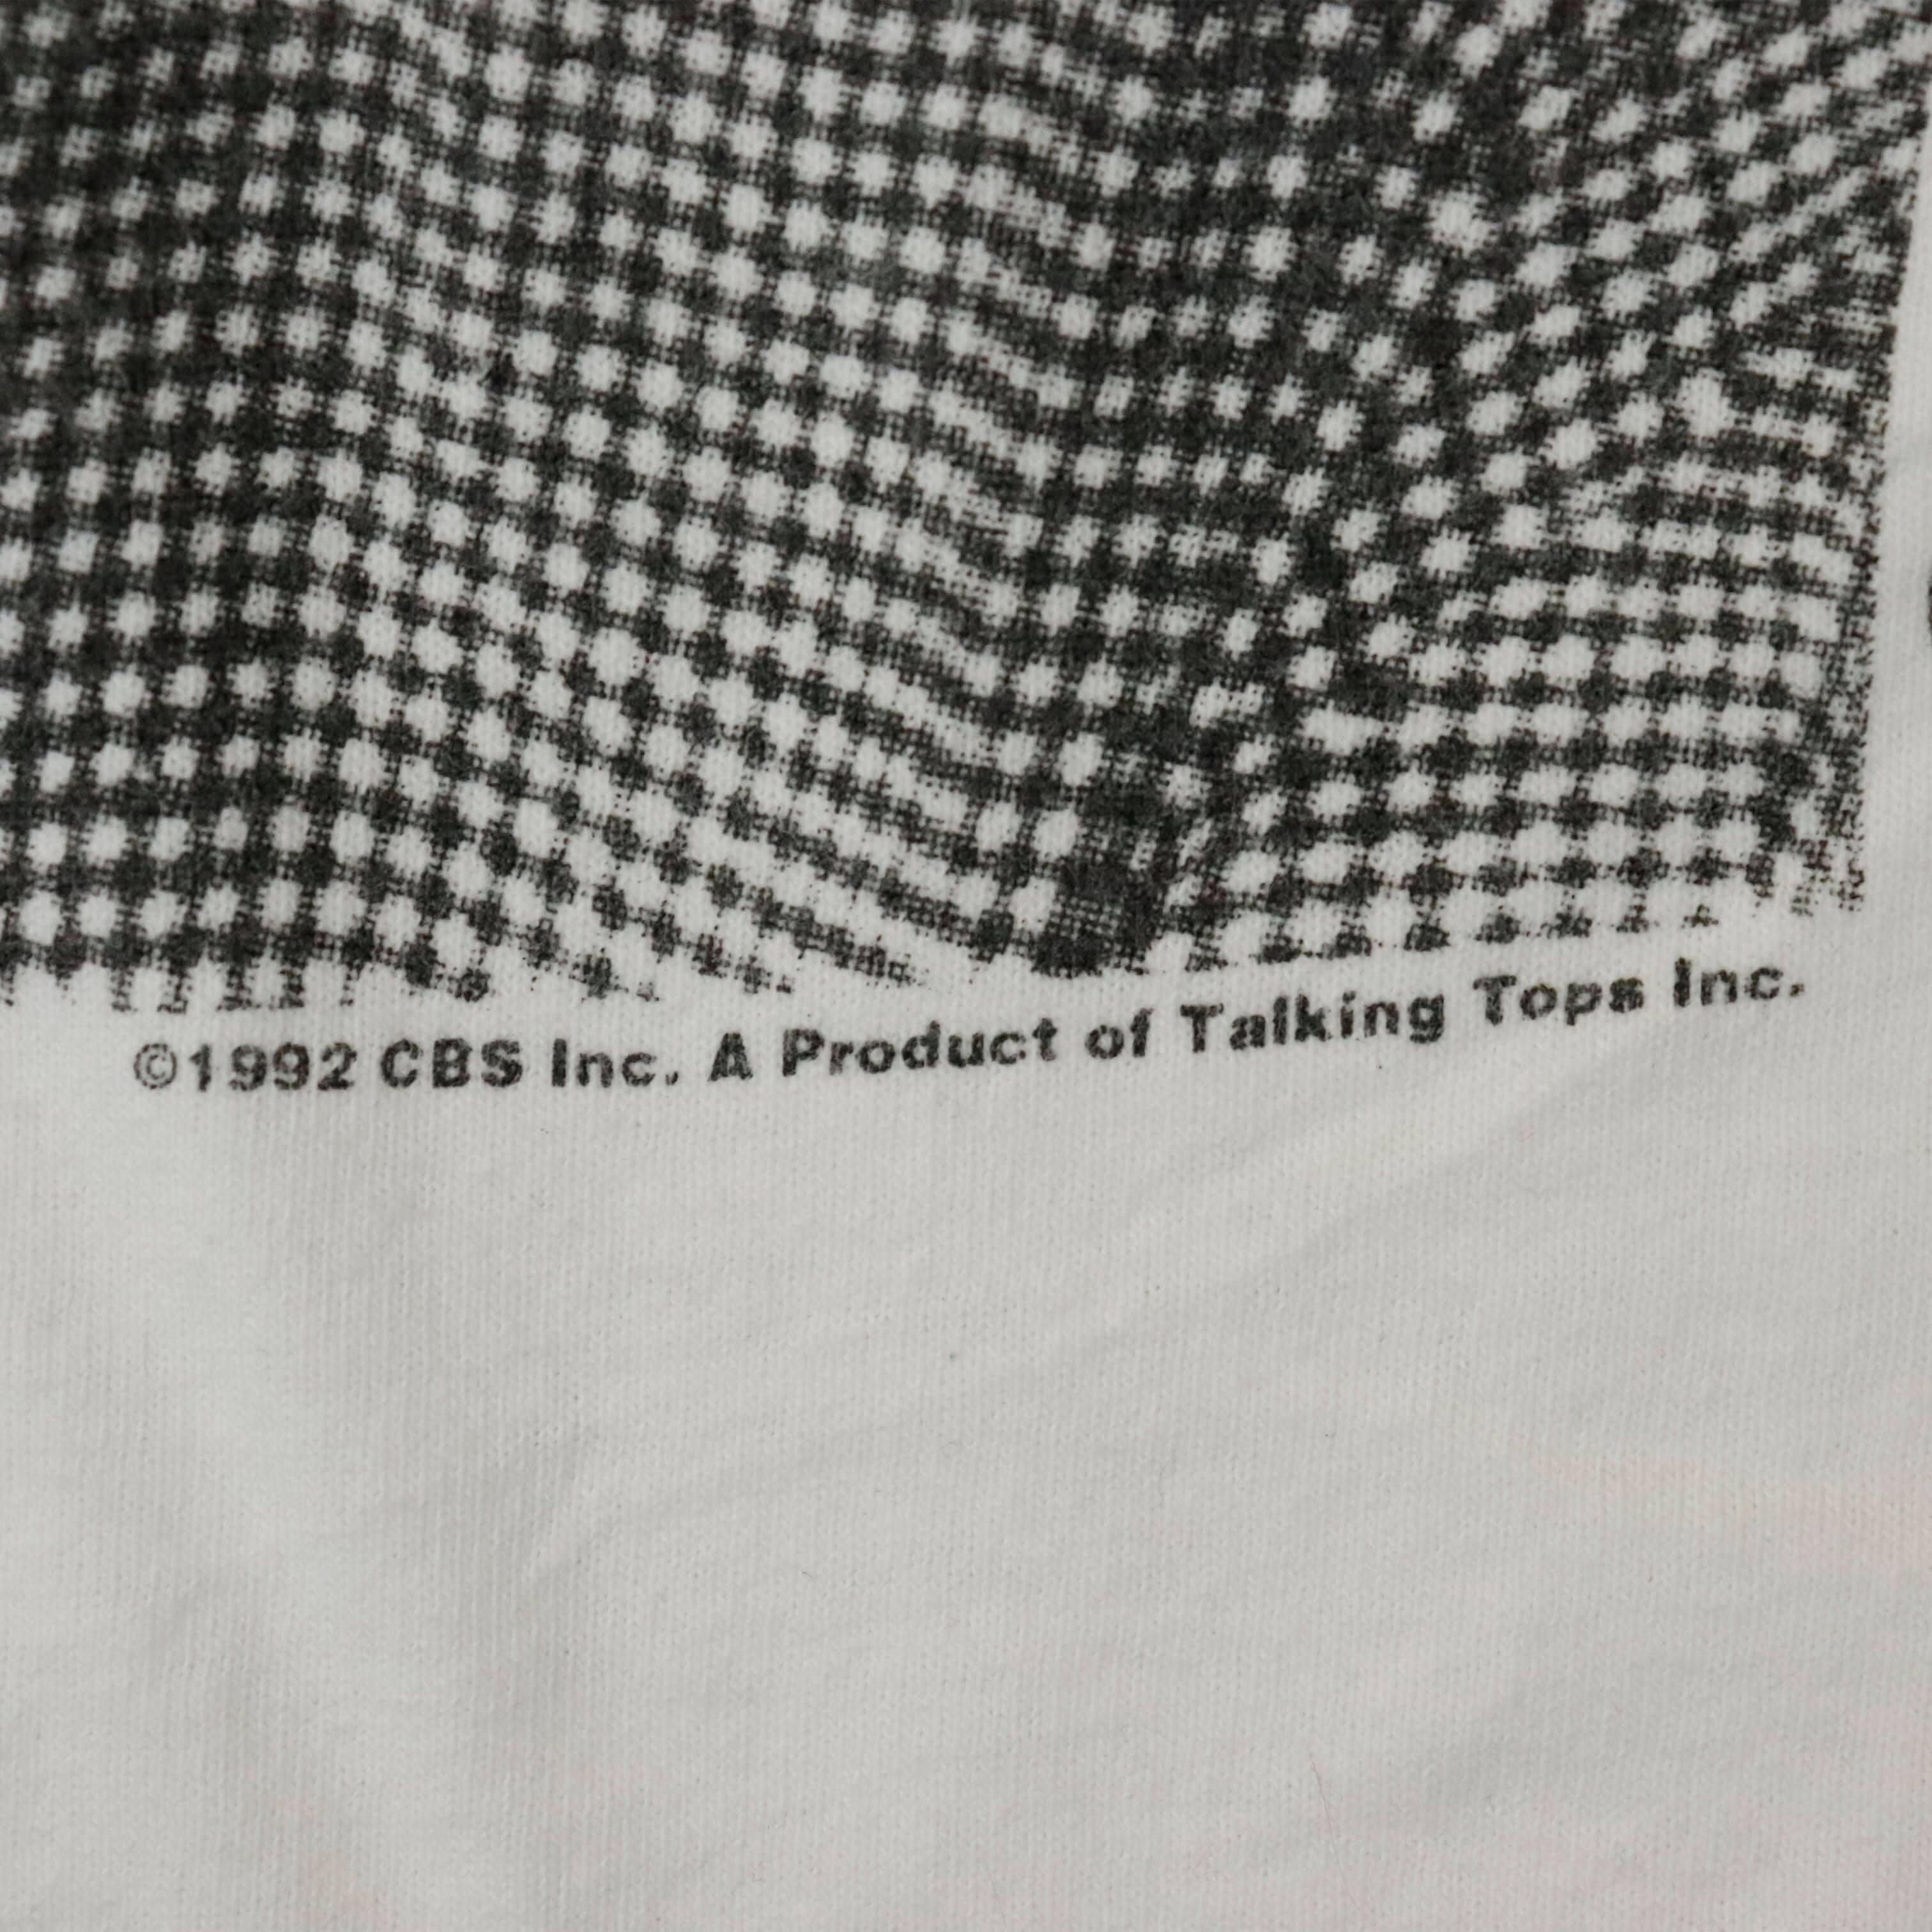 ©1992 CBS Inc. A Product of Talking Tops Inc.